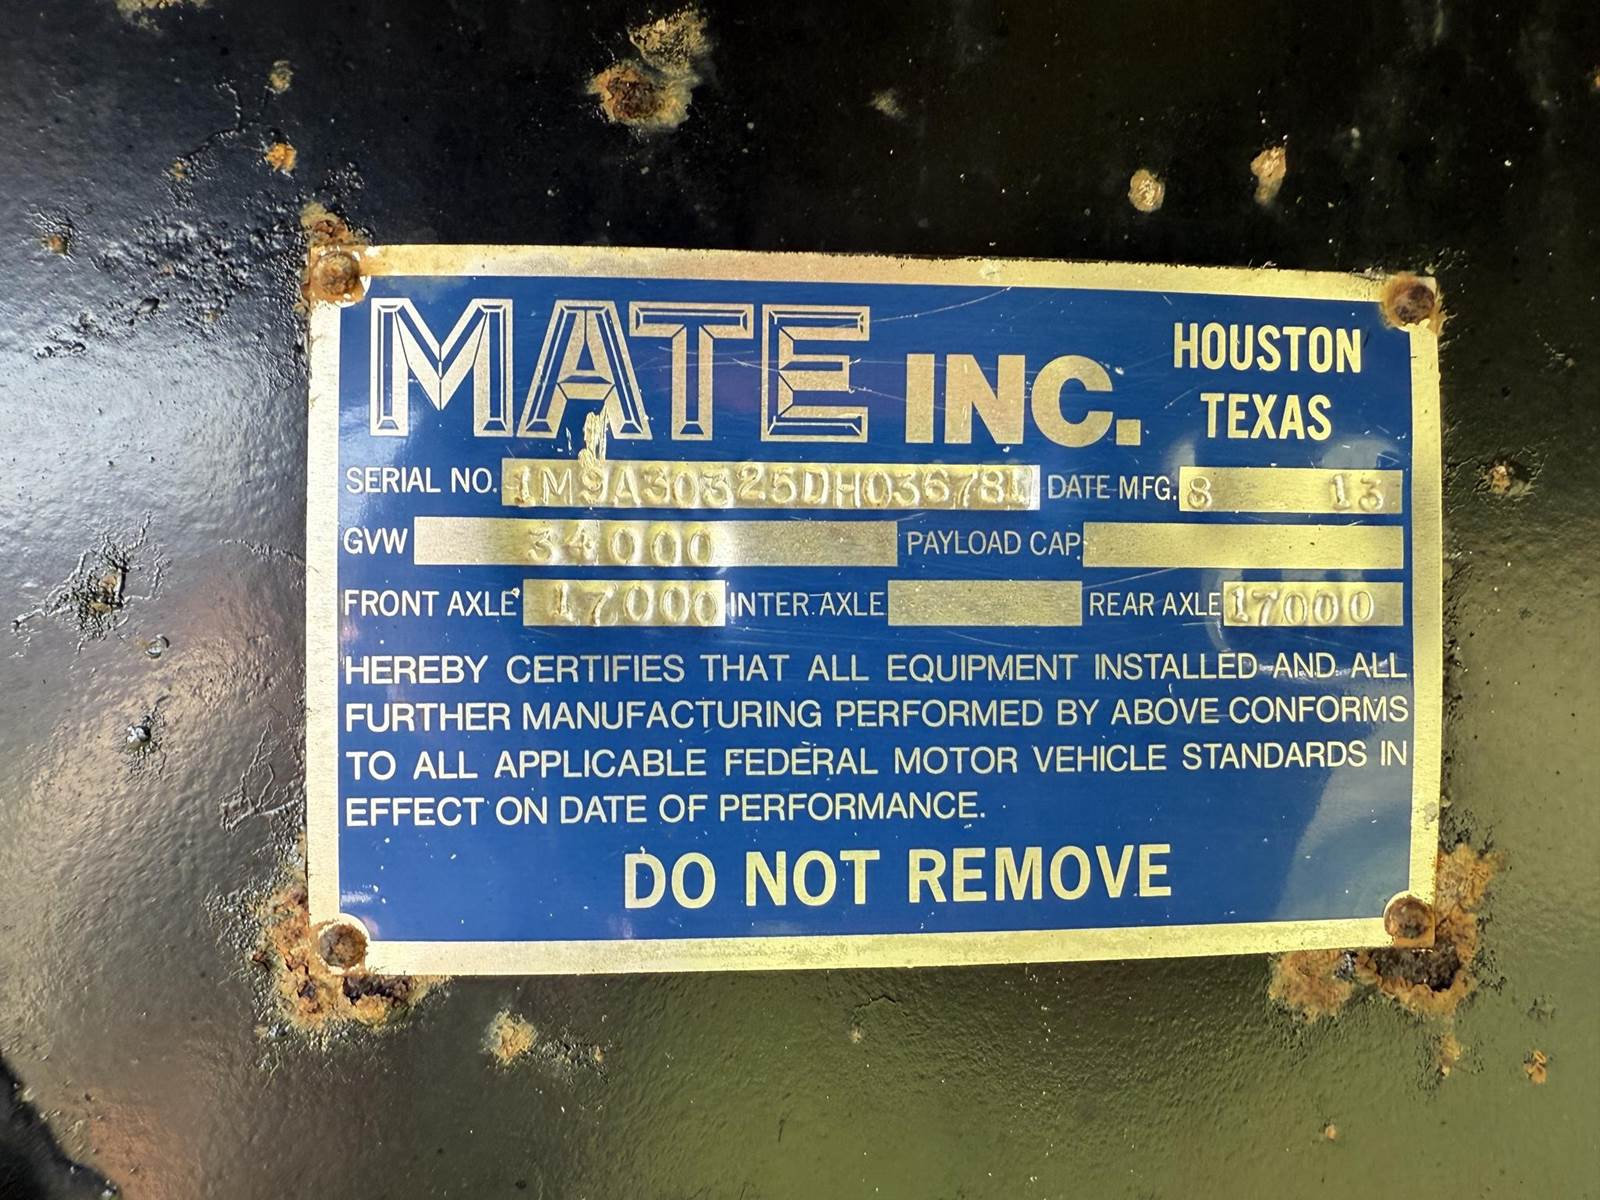 MATE INC. HOUSTON TEXAS
SERIAL NO. 1M9A30325DH036781 DATE MFG. 8 13
GVW 34000 PAYLOAD CAP.
FRONT AXLE 17000 INTER. AXLE REAR AXLE 17000
HEREBY CERTIFIES THAT ALL EQUIPMENT INSTALLED AND ALL
FURTHER MANUFACTURING PERFORMED BY ABOVE CONFORMS
TO ALL APPLICABLE FEDERAL MOTOR VEHICLE STANDARDS IN
EFFECT ON DATE OF PERFORMANCE.
DO NOT REMOVE